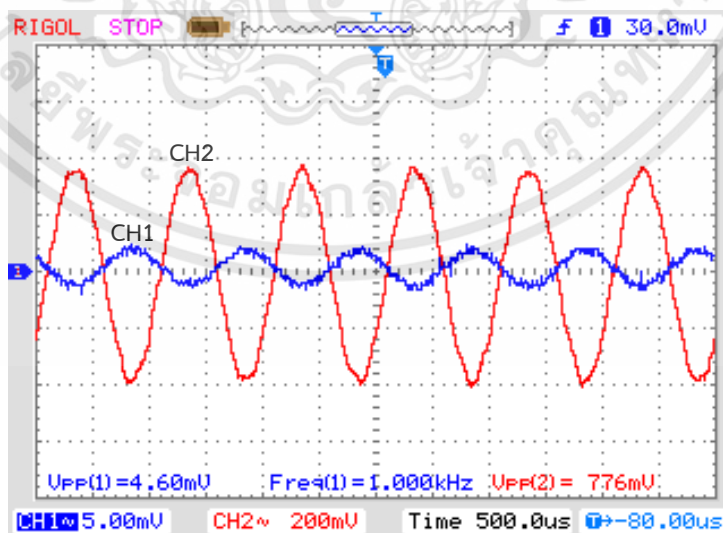 RIGOL STOP T ƒ 1 30.0mV
T
CH2
CH1
1
Vpp(1)=4.60mV Freq(1)=1.000kHz Vpp(2)= 776mV
CH1~ 5.00mV CH2~ 200mV Time 500.0us T→-80.00us